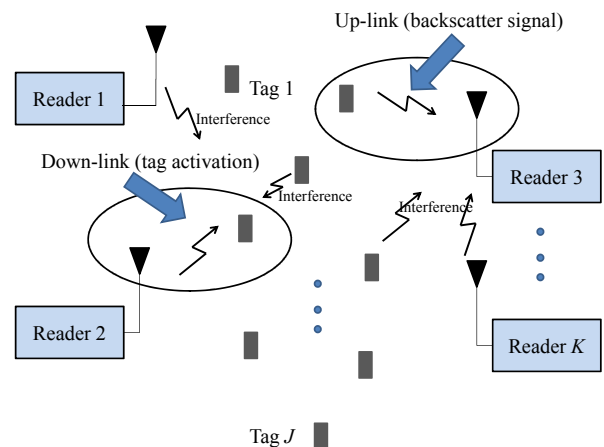 Up-link (backscatter signal)
Reader 1
Tag 1
Interference
Down-link (tag activation)
Reader 3
Interference
Interference
Reader 2
Reader K
Tag J